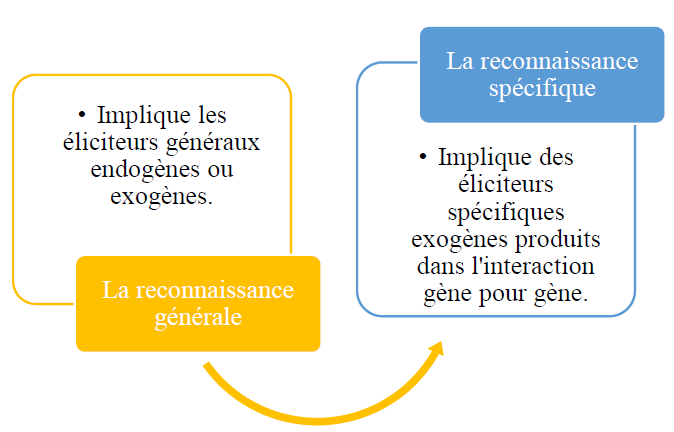 • Implique les
éliciteurs généraux
endogènes ou
exogènes.
La reconnaissance
générale
La reconnaissance
spécifique
• Implique des
éliciteurs
spécifiques
exogènes produits
dans l'interaction
gène pour gène.